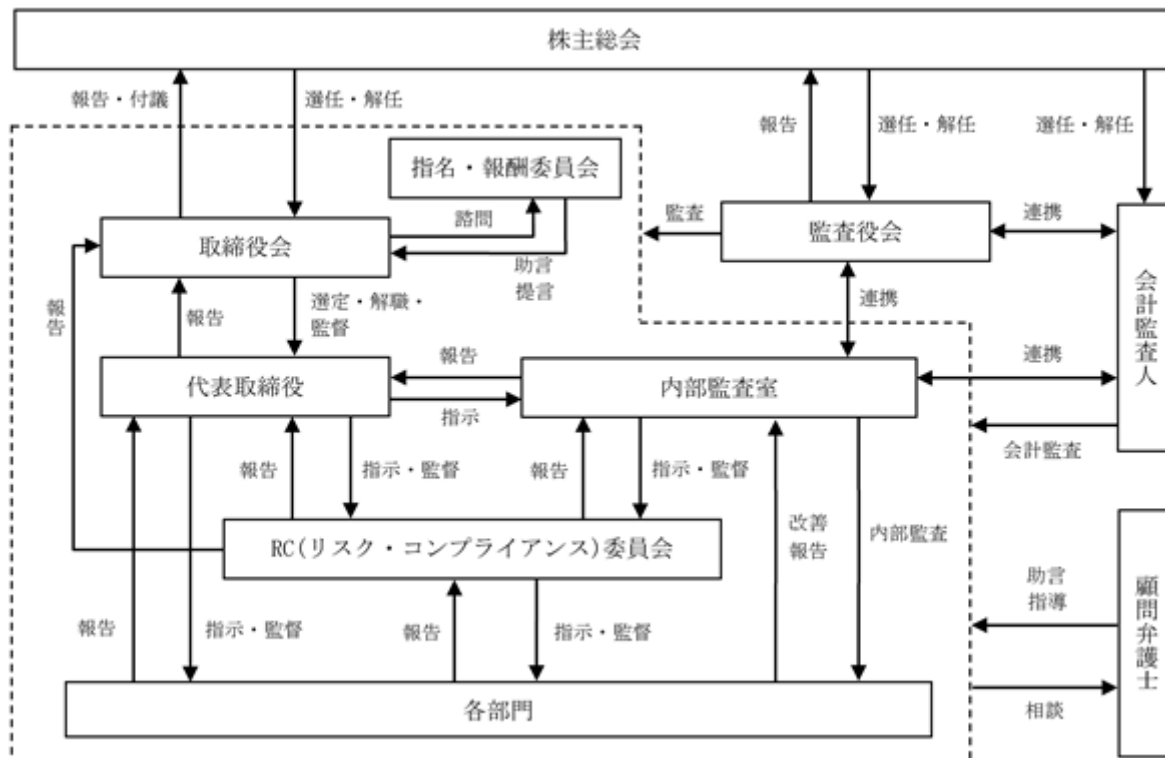 株主総会
報告・付議
選任・解任
報告
選任・解任
選任・解任
指名・報酬委員会
諮問
助言
提言
取締役会
監査
監査役会
連携
連携
会計監査人
報告
報告
選定・解職・
監督
代表取締役
報告
指示
内部監査室
連携
会計監査
報告
指示・監督
報告
指示・監督
改善
報告
内部監査
RC(リスク・コンプライアンス)委員会
報告
指示・監督
報告
指示・監督
助言
指導
相談
顧問弁護士
各部門